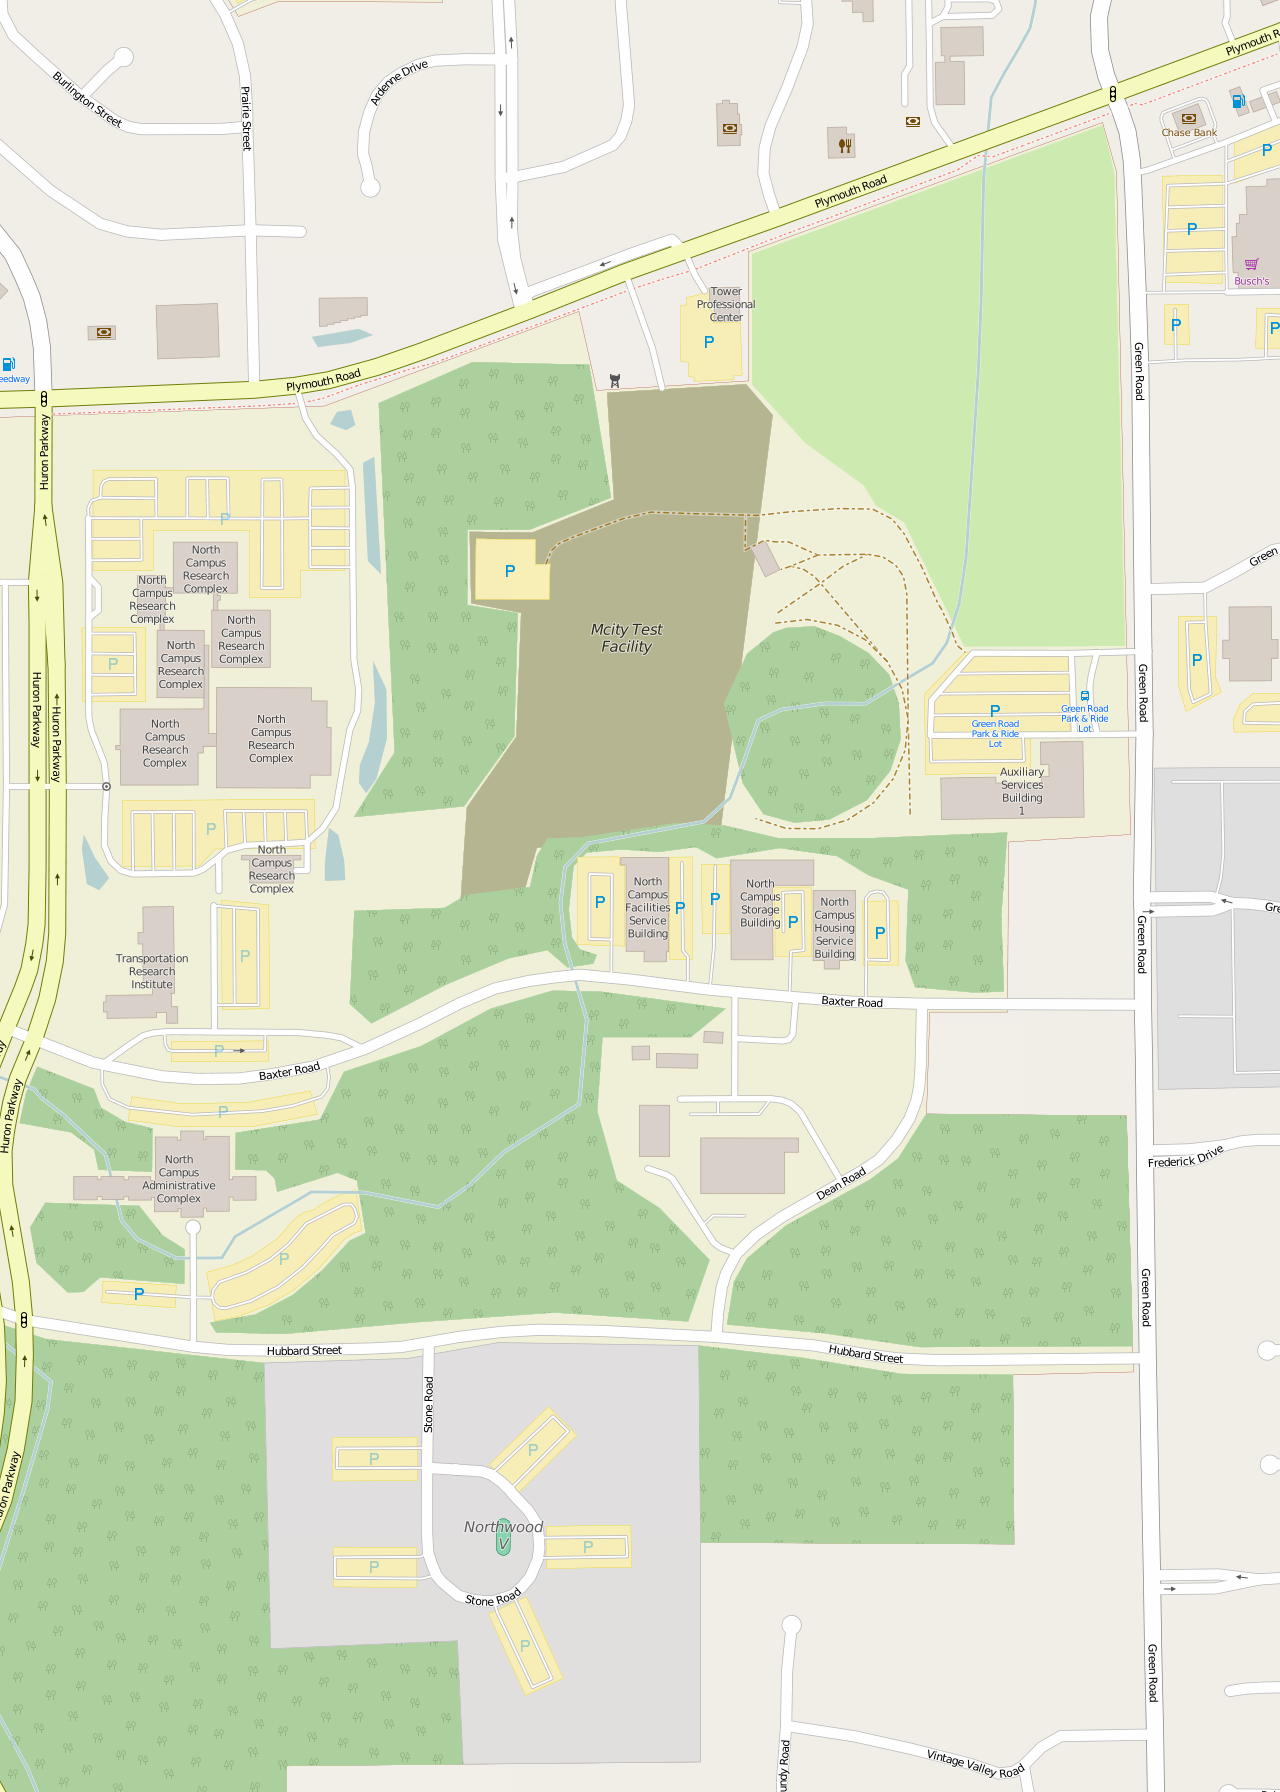 Plymouth R
Burlington Street
Ardenne Drive
Prairie Street
Chase Bank
P
Plymouth Road
P
Busch's
Tower
Professional
Center
P
P
P
Green Road
eedway
Plymouth Road
Huron Parkway
P
North
Campus
Research
Complex
North
Campus
Research
Complex
P
Green
North
Campus
Research
Complex
Mcity Test
Facility
North
Campus
Research
Complex
P
P
Huron Parkway
Huron Parkway
Green Road
P
Green Road
Park & Ride
Lot
Green Road
Park & Ride
Lot
North
Campus
Research
Complex
North
Campus
Research
Complex
Auxiliary
Services
Building
1
P
North
Campus
Research
Complex
North
Campus
Facilities
Service
Building
P
P
P
North
Campus
Storage
Building
P
North
Campus
Housing
Service
Building
P
Gre
Green Road
Transportation
Research
Institute
P
Baxter Road
P
Baxter Road
P
Huron Parkway
Frederick Drive
North
Campus
Administrative
Complex
Dean Road
P
P
Green Road
Hubbard Street
Hubbard Street
Stone Road
P
P
uron Parkway
Northwood
V
P
P
Stone Road
P
Green Road
undy Road
Vintage Valley Road